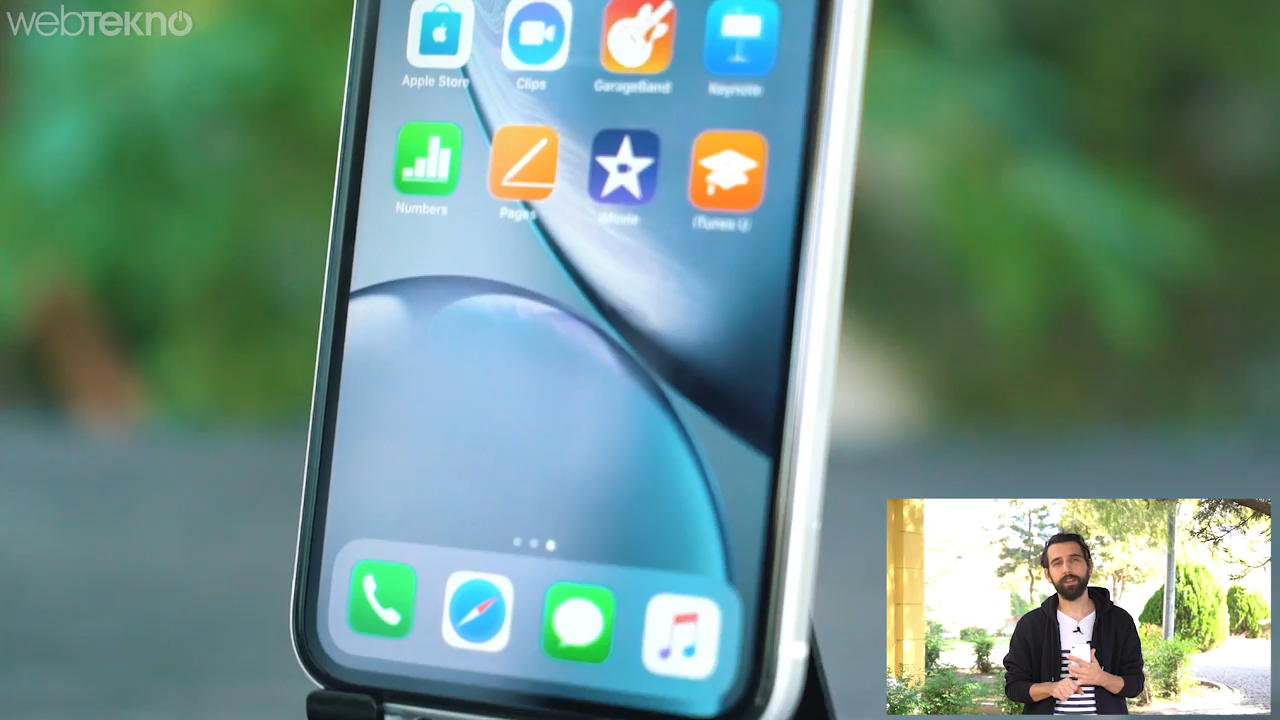 webTEKNO
Apple Store Clips GarageBand Keynote
Numbers Pages iMovie iTunes U